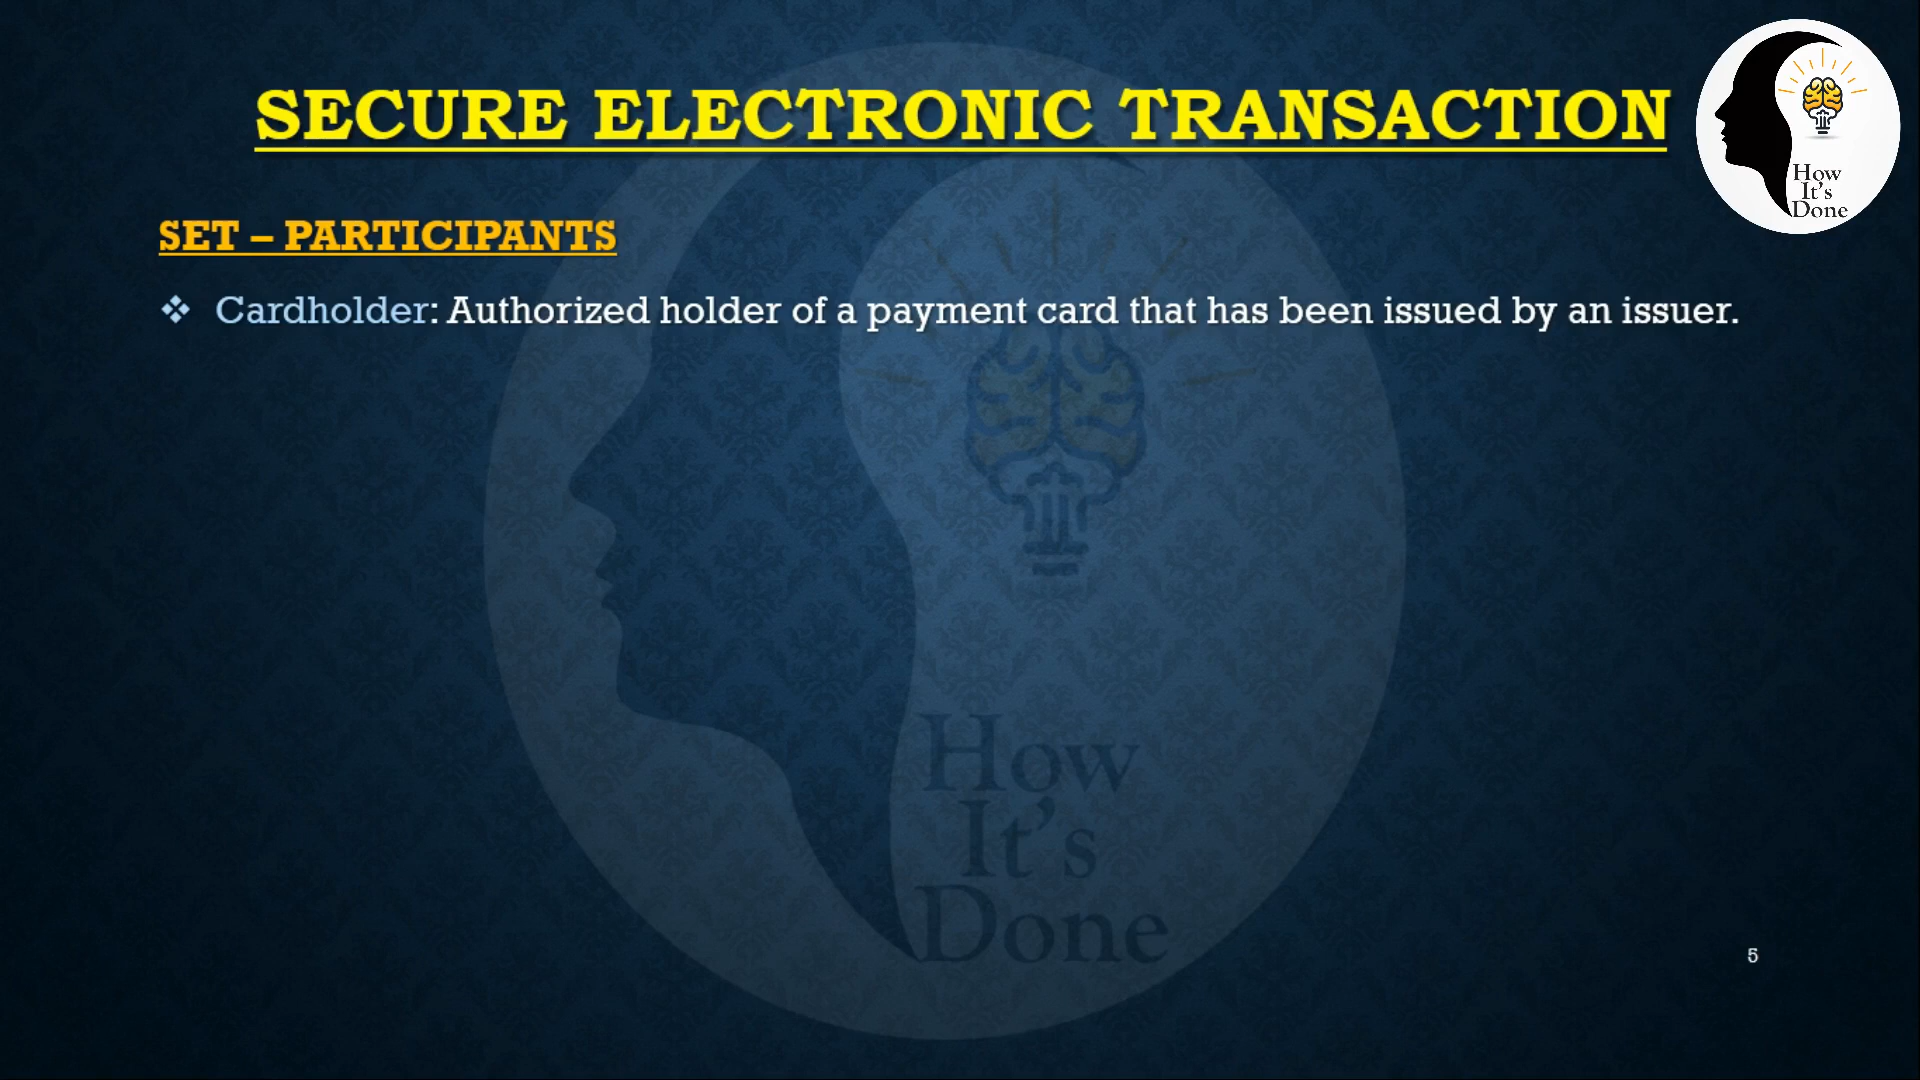 SECURE ELECTRONIC TRANSACTION
How
It's
Done
SET – PARTICIPANTS
❖ Cardholder: Authorized holder of a payment card that has been issued by an issuer.
How
It's
Done
5